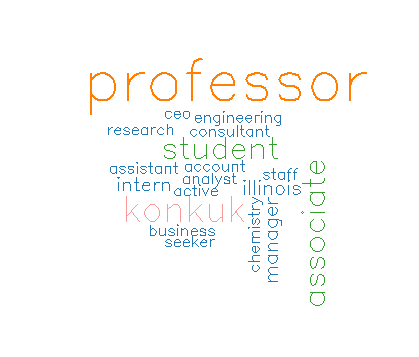 professor
ceo
engineering
research
consultant
student
assistant
account
staff
intern
analyst
active
illinois
konkuk
associate
chemistry
manager
business
seeker